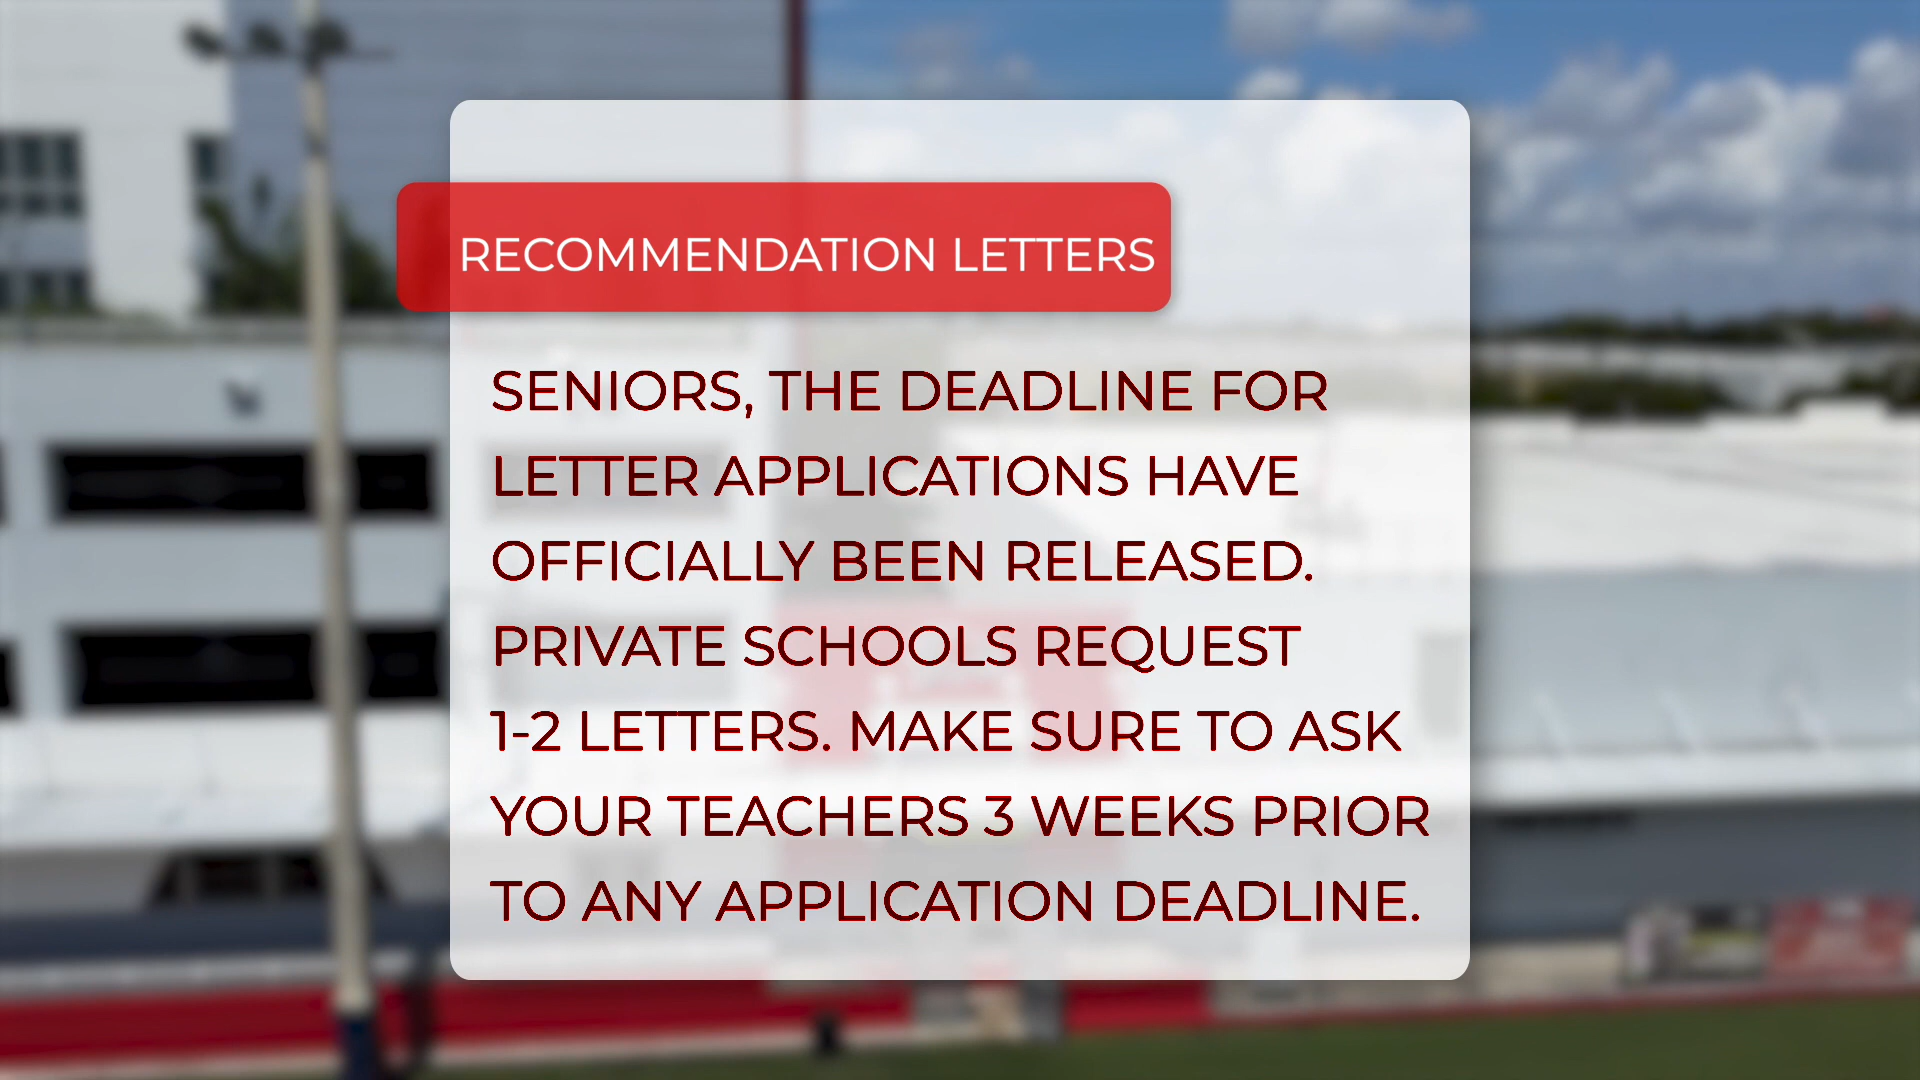 RECOMMENDATION LETTERS
SENIORS, THE DEADLINE FOR
LETTER APPLICATIONS HAVE
OFFICIALLY BEEN RELEASED.
PRIVATE SCHOOLS REQUEST
1-2 LETTERS. MAKE SURE TO ASK
YOUR TEACHERS 3 WEEKS PRIOR
TO ANY APPLICATION DEADLINE.